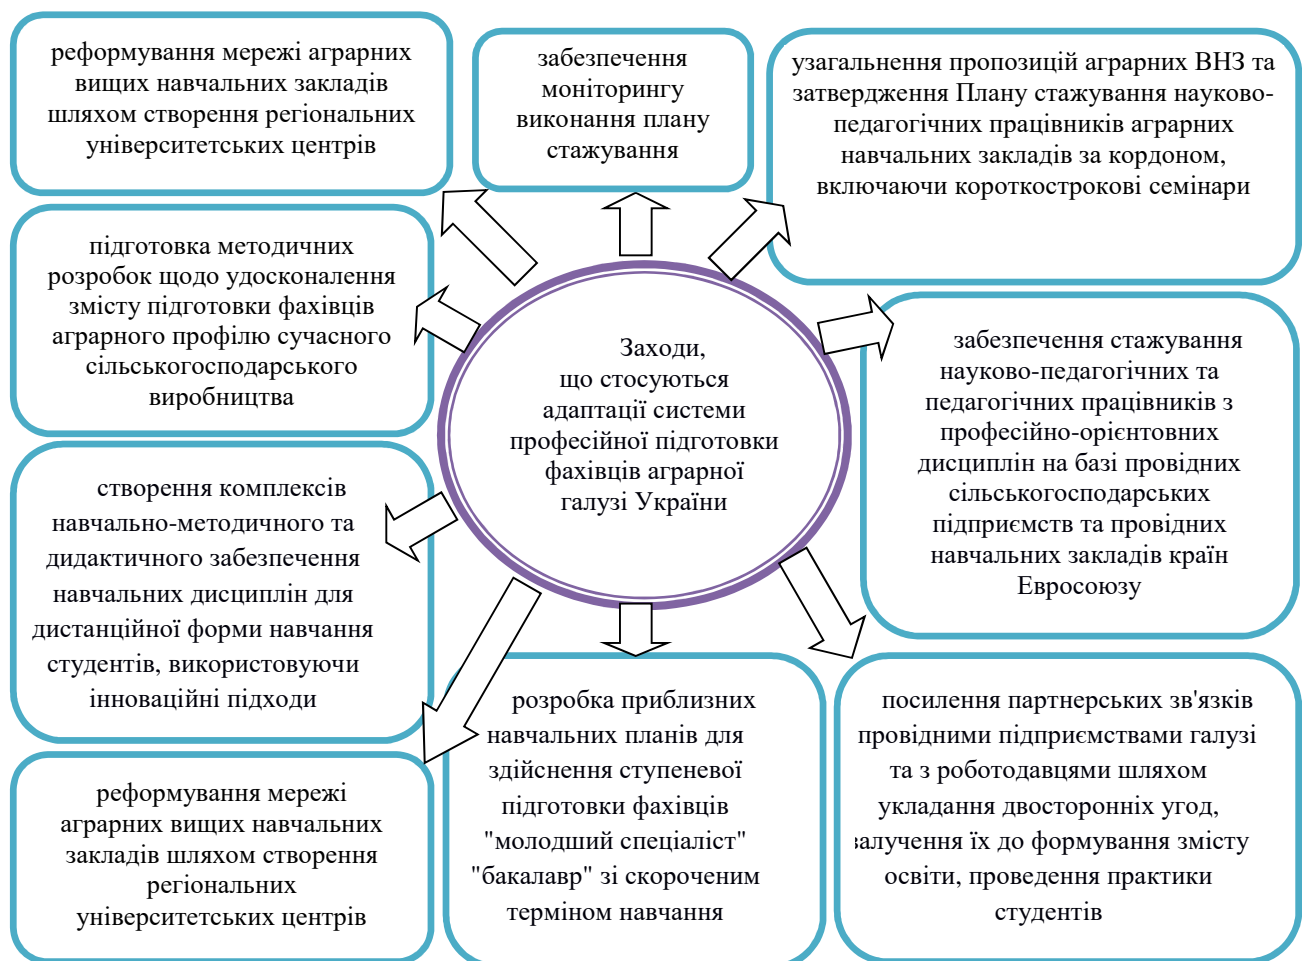 реформування мережі аграрних
вищих навчальних закладів
шляхом створення регіональних
університетських центрів
забезпечення
моніторингу
виконання плану
стажування
узагальнення пропозицій аграрних ВНЗ та
затвердження Плану стажування науково-
педагогічних працівників аграрних
навчальних закладів за кордоном,
включаючи короткострокові семінари
підготовка методичних
розробок щодо удосконалення
змісту підготовки фахівців
аграрного профілю сучасного
сільськогосподарського
виробництва
Заходи,
що стосуються
адаптації системи
професійної підготовки
фахівців аграрної
галузі України
забезпечення стажування
науково-педагогічних та
педагогічних працівників з
професійно-орієнтовних
дисциплін на базі провідних
сільськогосподарських
підприємств та провідних
навчальних закладів країн
Евросоюзу
створення комплексів
навчально-методичного та
дидактичного забезпечення
навчальних дисциплін для
дистанційної форми навчання
студентів, використовуючи
інноваційні підходи
реформування мережі
аграрних вищих навчальних
закладів шляхом створення
регіональних
університетських центрів
розробка приблизних
навчальних планів для
здійснення ступеневої
підготовки фахівців
"молодший спеціаліст"
"бакалавр" зі скороченим
терміном навчання
посилення партнерських зв'язків
провідними підприємствами галузі
та з роботодавцями шляхом
укладання двосторонніх угод,
залучення їх до формування змісту
освіти, проведення практики
студентів